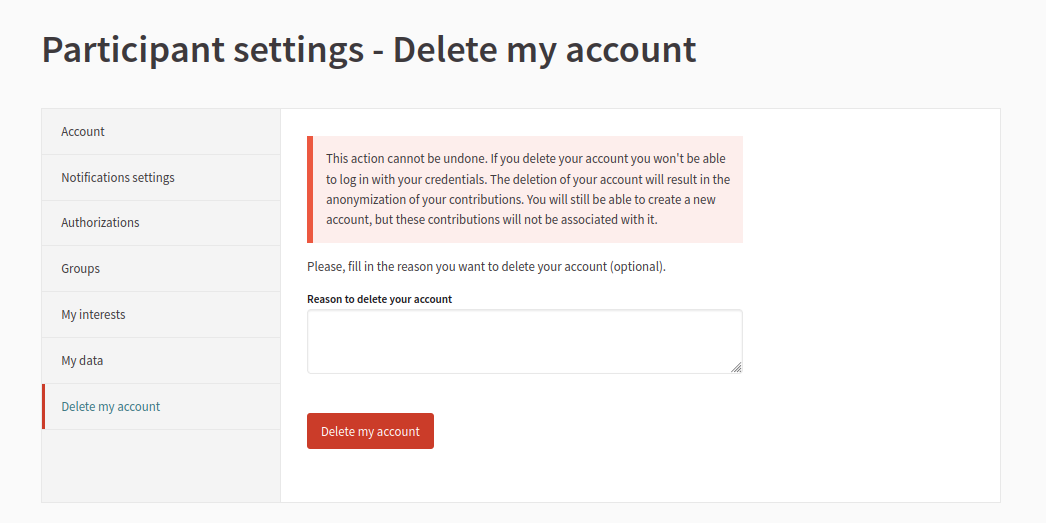 Participant settings - Delete my account
Account
Notifications settings
Authorizations
Groups
My interests
My data
Delete my account
This action cannot be undone. If you delete your account you won't be able
to log in with your credentials. The deletion of your account will result in the
anonymization of your contributions. You will still be able to create a new
account, but these contributions will not be associated with it.
Please, fill in the reason you want to delete your account (optional).
Reason to delete your account
Delete my account